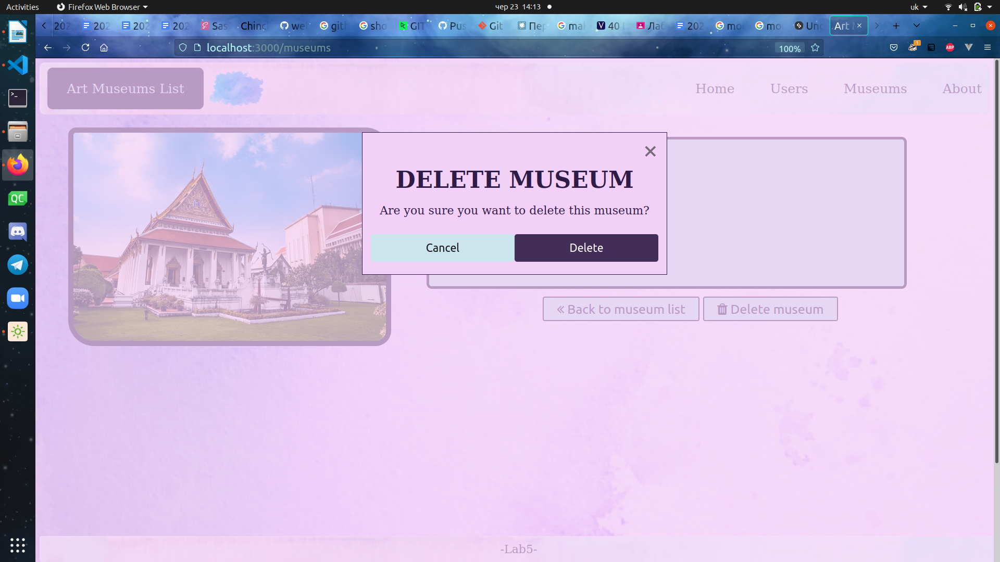 Activities
Firefox Web Browser
чер 23 14:13
uk
202
202
202
202
Sas
Chinc
wel
gith
sho
GIT
Pus
Git
Пер
mal
40
Лаб
202
mo
mo
Unc
Art
localhost:3000/museums
100%
1
ABP
Art Museums List
Home
Users
Museums
About
DELETE MUSEUM
Are you sure you want to delete this museum?
Cancel
Delete
« Back to museum list
Delete museum
QC
-Lab5-